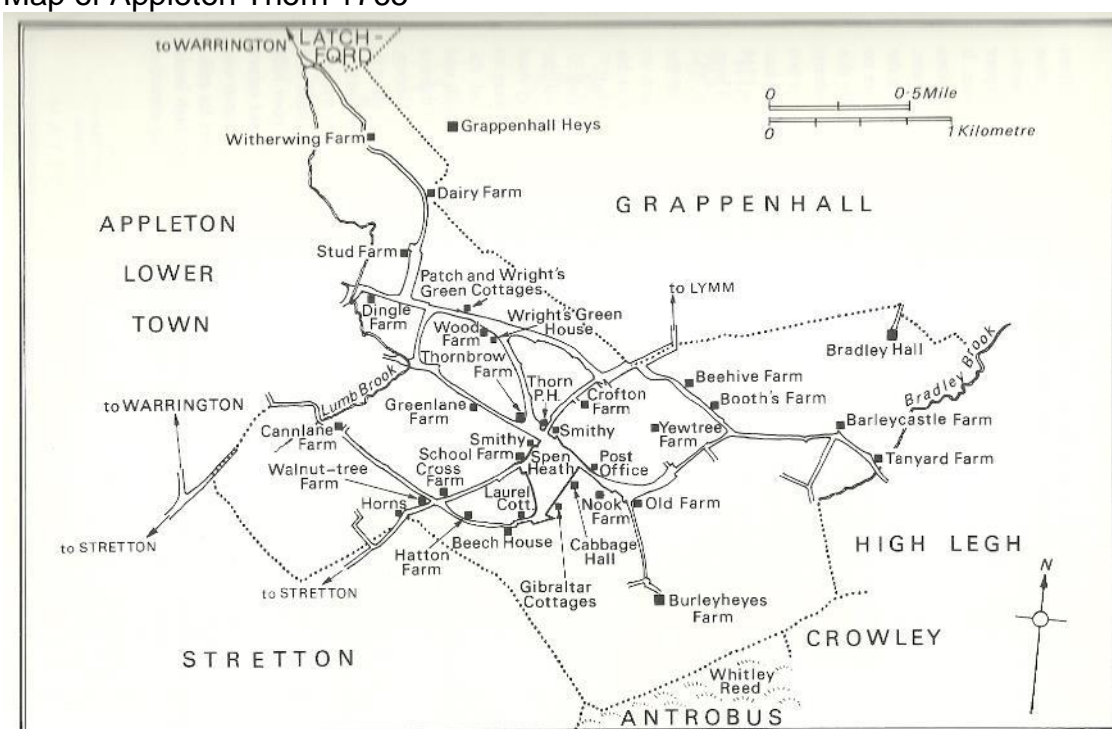 Map of Appleton Thorn 1765
to WARRINGTON
LATCH-
FORD
0 0·5Mile
0 1 Kilometre
Grappenhall Heys
Witherwing Farm
Dairy Farm
GRAPPENHALL
APPLETON
LOWER
TOWN
Stud Farm
Patch and Wright's
Green Cottages
to LYMM
Dingle
Farm
Wright's Green
House
Wood
Farm
Thornbrow
Farm
Bradley Hall
Bradley Brook
Lumb Brook
Thorn
P.H.
Crofton
Farm
Beehive Farm
Booth's Farm
to WARRINGTON
Greenlane
Farm
Cannlane
Farm
Smithy
Smithy
Yewtree
Farm
Barleycastle Farm
Tanyard Farm
School Farm
Spen
Heath
Post
Office
Walnut-tree
Farm
Cross
Farm
Laurel
Cott.
Horns
Nook
Farm
Old Farm
to STRETTON
Hatton
Farm
Beech House
Cabbage
Hall
HIGH LEGH
to STRETTON
Gibraltar
Cottages
Burleyheyes
Farm
N
STRETTON
CROWLEY
Whitley
Reed
ANTROBUS